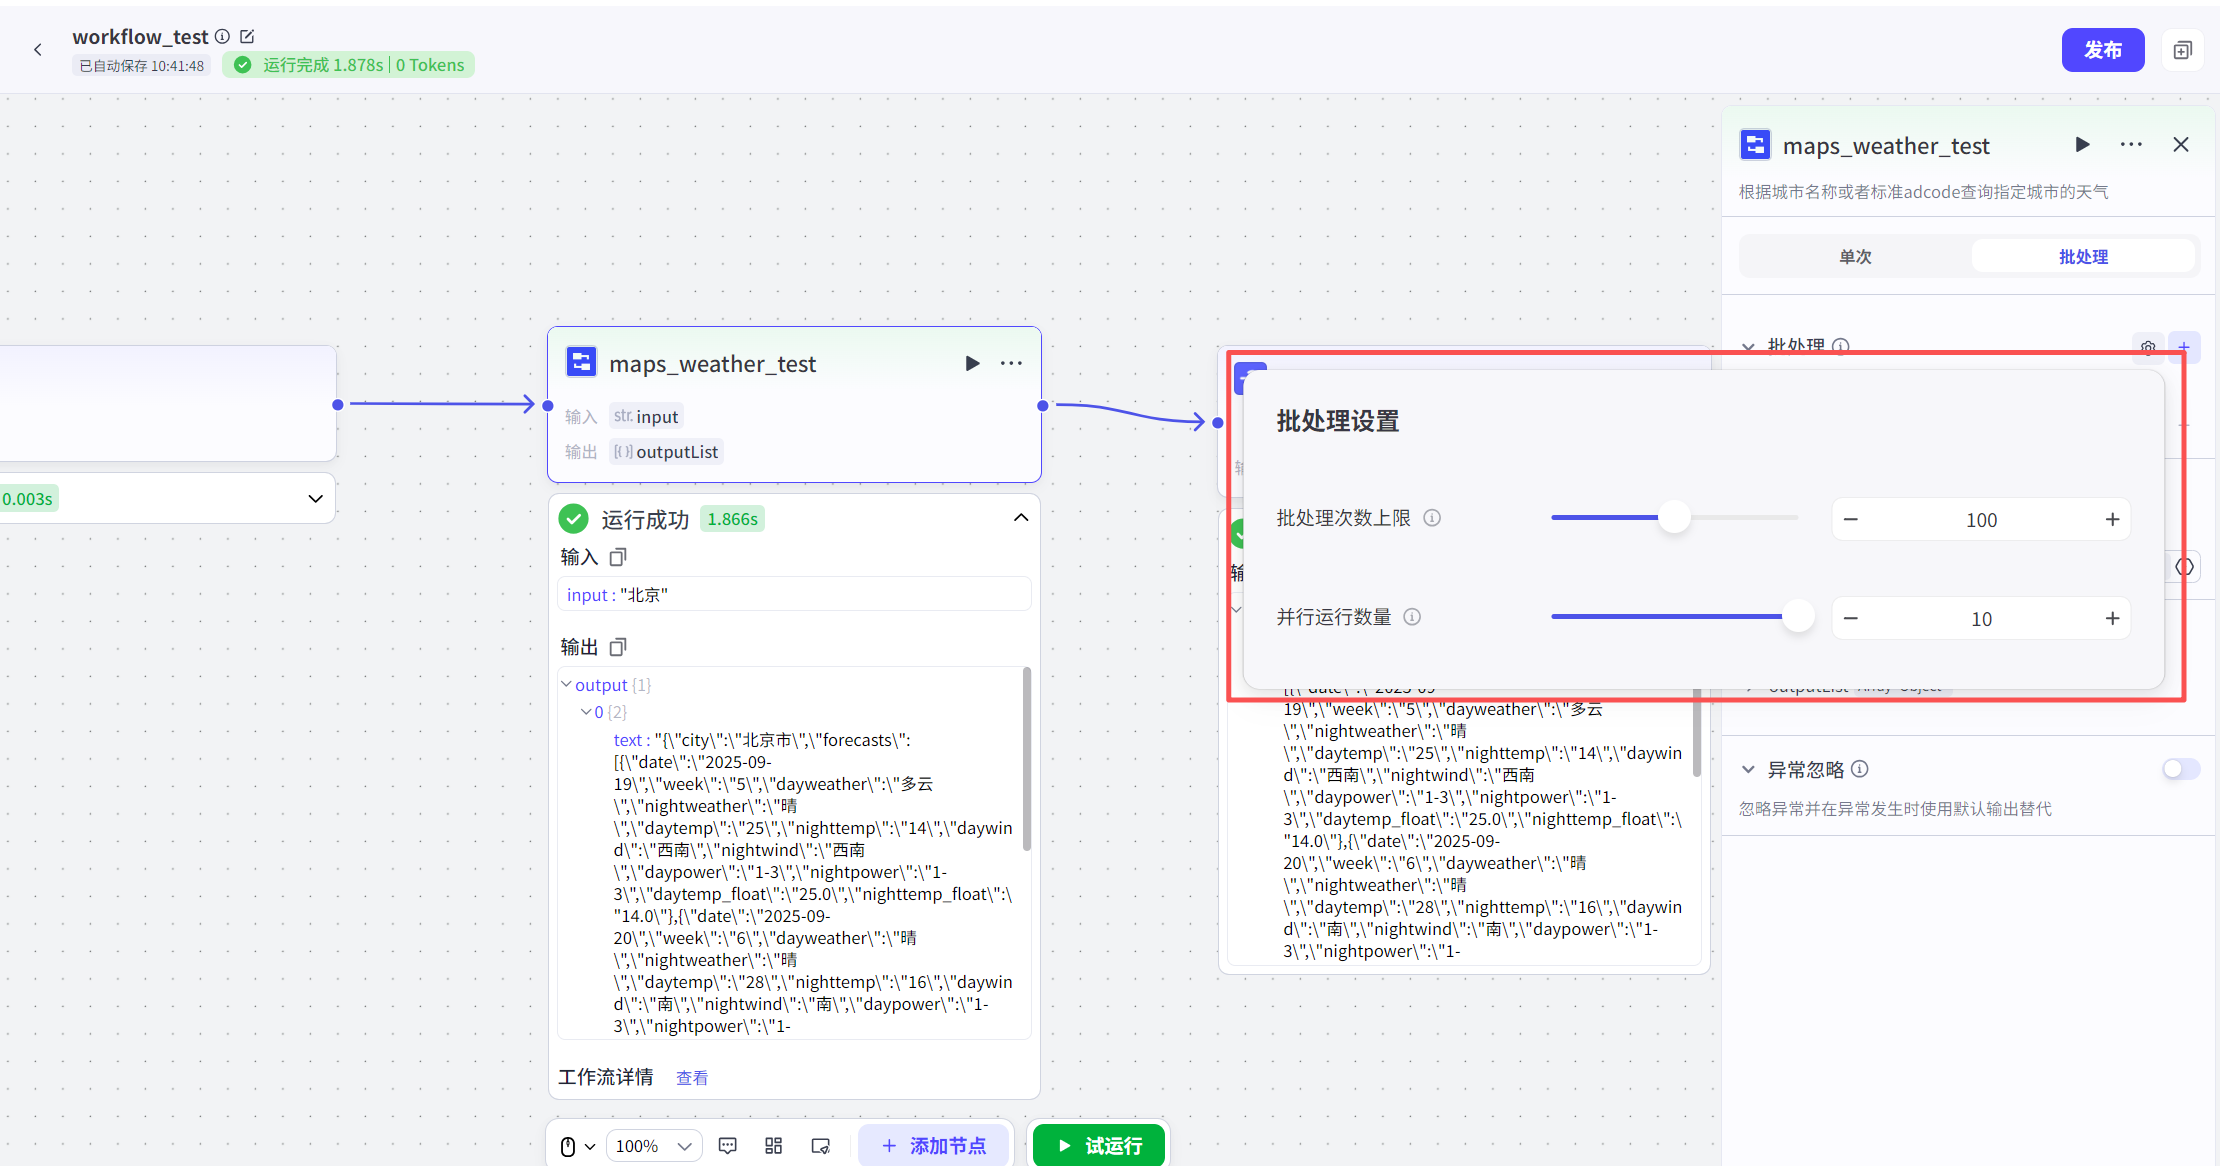 workflow_test
已自动保存 10:41:48
运行完成 1.878s | 0 Tokens
发布
0.003s
maps_weather_test
输入 str. input
输出 [{}] outputList
运行成功 1.866s
输入
input : "北京"
输出
output {1}
0 {2}
text : "{\"city\":\"北京市\",\"forecasts\":
[{\"date\":\"2025-09-
19\",\"week\":\"5\",\"dayweather\":\"多云
\",\"nightweather\":\"晴
\",\"daytemp\":\"25\",\"nighttemp\":\"14\",\"daywin
d\":\"西南\",\"nightwind\":\"西南
\",\"daypower\":\"1-3\",\"nightpower\":\"1-
3\",\"daytemp_float\":\"25.0\",\"nighttemp_float\":\
"14.0\"},{\"date\":\"2025-09-
20\",\"week\":\"6\",\"dayweather\":\"晴
\",\"nightweather\":\"晴
\",\"daytemp\":\"28\",\"nighttemp\":\"16\",\"daywin
d\":\"南\",\"nightwind\":\"南\",\"daypower\":\"1-
3\",\"nightpower\":\"1-
工作流详情 查看
100%
添加节点
试运行
批处理设置
批处理次数上限 100
并行运行数量 10
[{\"date\":\"2025-09-
19\",\"week\":\"5\",\"dayweather\":\"多云
\",\"nightweather\":\"晴
\",\"daytemp\":\"25\",\"nighttemp\":\"14\",\"daywin
d\":\"西南\",\"nightwind\":\"西南
\",\"daypower\":\"1-3\",\"nightpower\":\"1-
3\",\"daytemp_float\":\"25.0\",\"nighttemp_float\":\
"14.0\"},{\"date\":\"2025-09-
20\",\"week\":\"6\",\"dayweather\":\"晴
\",\"nightweather\":\"晴
\",\"daytemp\":\"28\",\"nighttemp\":\"16\",\"daywin
d\":\"南\",\"nightwind\":\"南\",\"daypower\":\"1-
3\",\"nightpower\":\"1-
maps_weather_test
根据城市名称或者标准adcode查询指定城市的天气
单次 批处理
批处理
outputList Array<Object>
异常忽略
忽略异常并在异常发生时使用默认输出替代